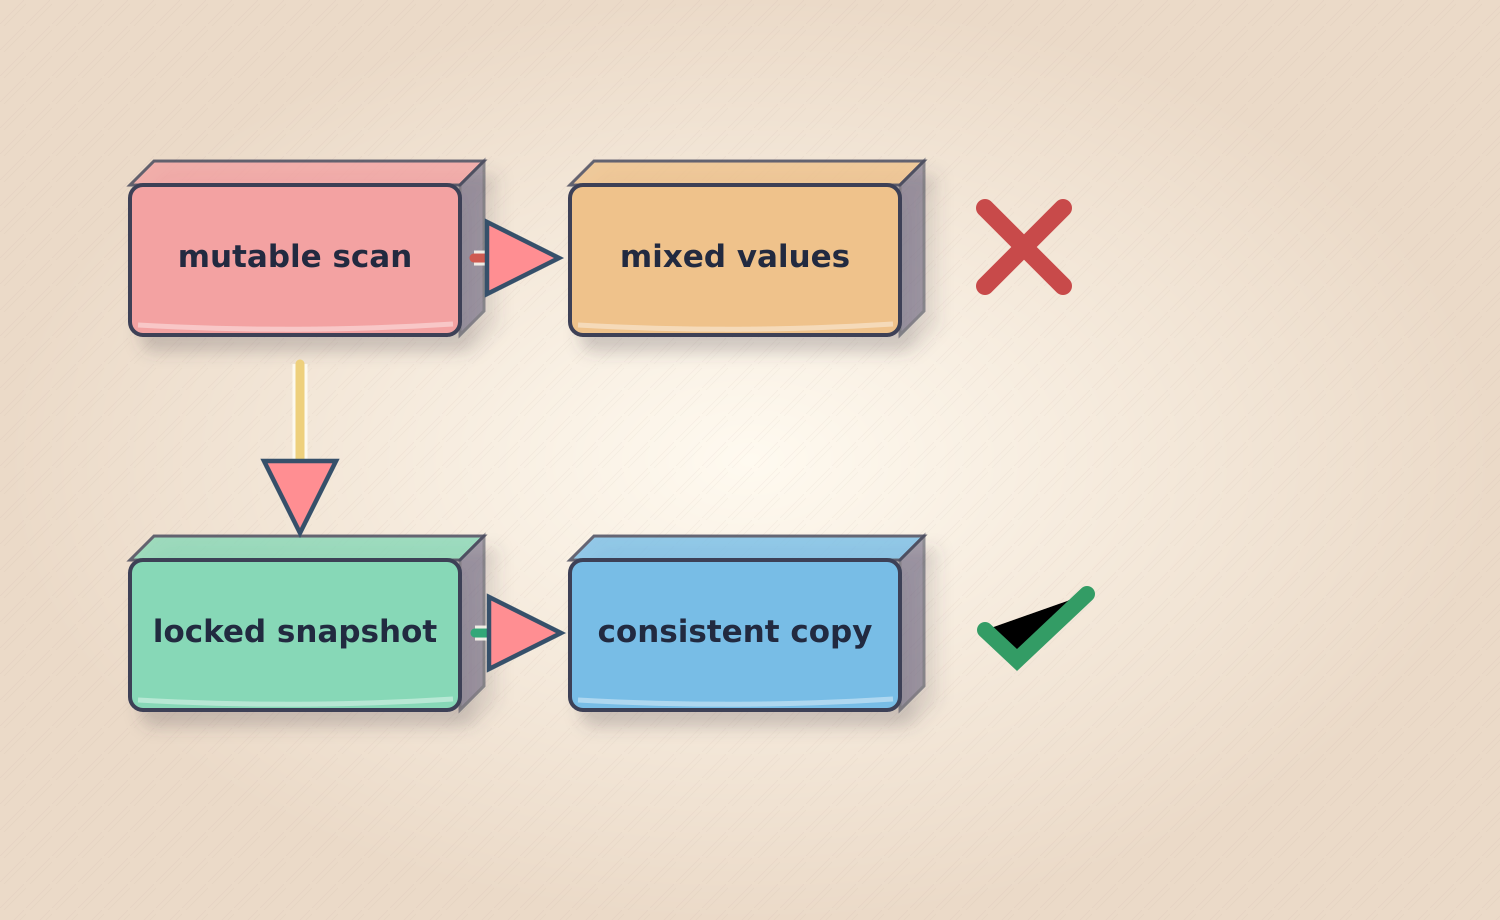 mutable scan
mixed values
locked snapshot
consistent copy